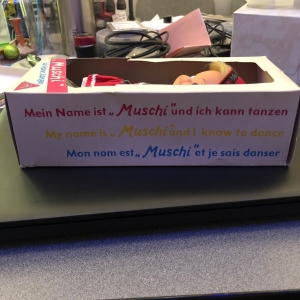 Muschi
Mein Name ist „Muschi" und ich kann tanzen
My name is „Muschi" and I know to dance
Mon nom est „Muschi" et je sais danser